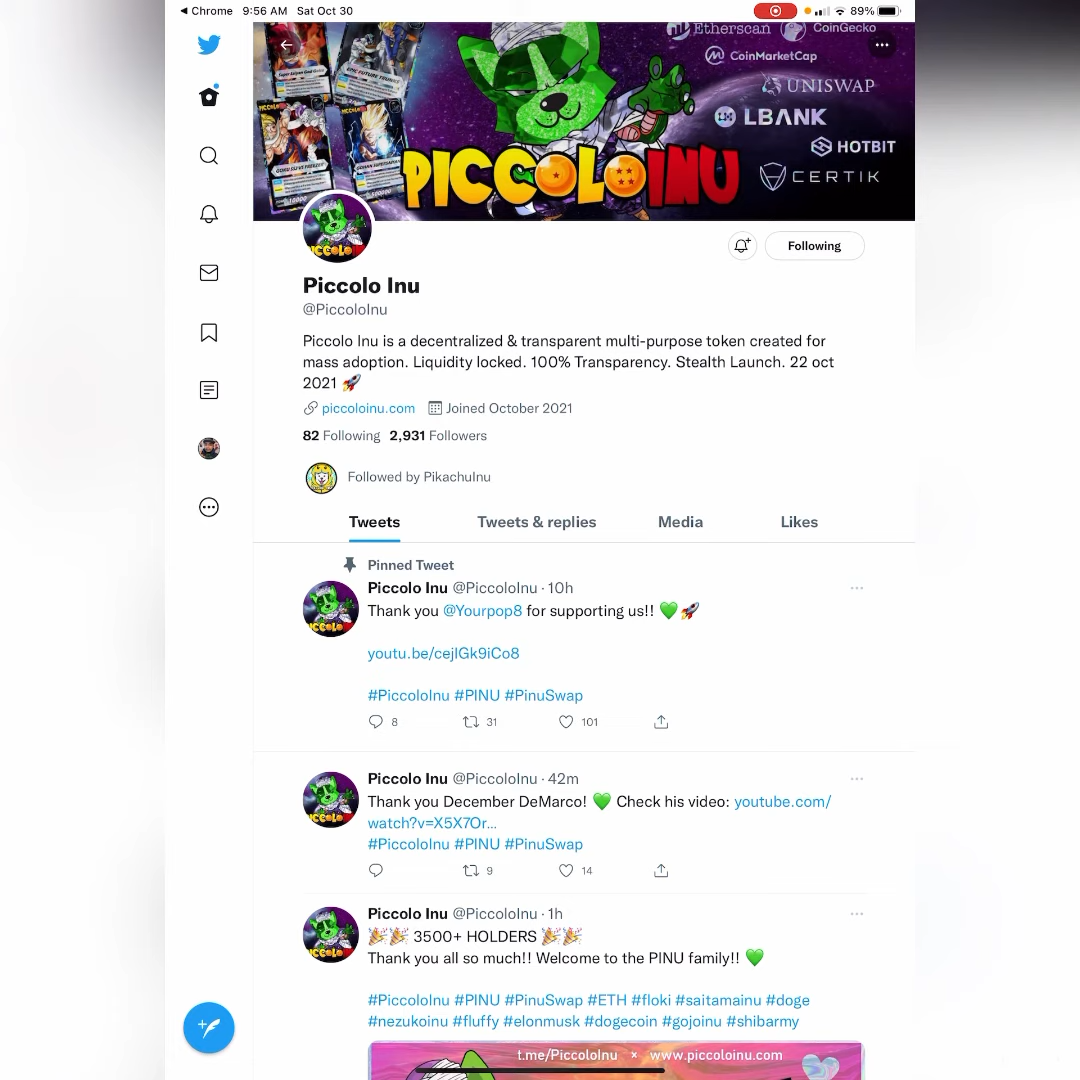 Chrome 9:56 AM Sat Oct 30
89%
Etherscan CoinGecko
CoinMarketCap
UNISWAP
LBANK
HOTBIT
CERTIK
PICCOLO INU
Following
Piccolo Inu
@PiccoloInu
Piccolo Inu is a decentralized & transparent multi-purpose token created for
mass adoption. Liquidity locked. 100% Transparency. Stealth Launch. 22 oct
2021 🚀
piccoloinu.com Joined October 2021
82 Following 2,931 Followers
Followed by PikachuInu
Tweets Tweets & replies Media Likes
Pinned Tweet
Piccolo Inu @PiccoloInu · 10h
Thank you @Yourpop8 for supporting us!! 💚🚀
youtu.be/cejIGk9iCo8
#PiccoloInu #PINU #PinuSwap
8 31 101
Piccolo Inu @PiccoloInu · 42m
Thank you December DeMarco! 💚 Check his video: youtube.com/
watch?v=X5X7Or...
#PiccoloInu #PINU #PinuSwap
9 14
Piccolo Inu @PiccoloInu · 1h
🎉🎉 3500+ HOLDERS 🎉🎉
Thank you all so much!! Welcome to the PINU family!! 💚
#PiccoloInu #PINU #PinuSwap #ETH #floki #saitamainu #doge
#nezukoinu #fluffy #elonmusk #dogecoin #gojoinu #shibarmy
t.me/PiccoloInu × www.piccoloinu.com